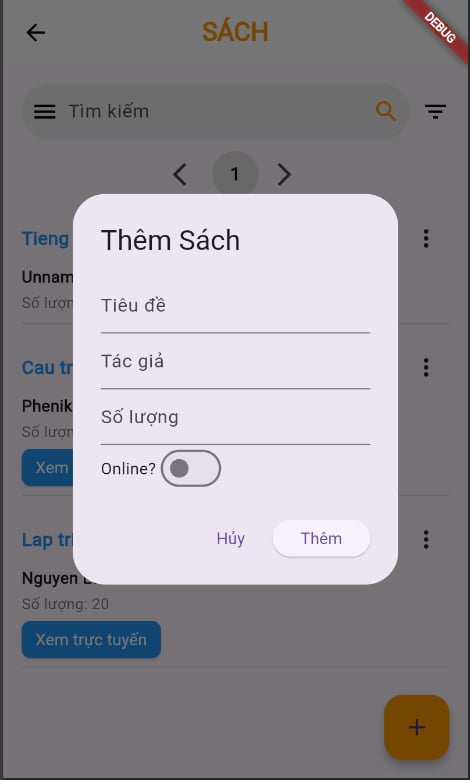 SÁCH
DEBUG
Tìm kiếm
1
Thêm Sách
Tiêu đề
Tác giả
Số lượng
Online?
Hủy
Thêm
Tieng
Unnam
Số lượn
Cau tr
Phenik
Số lượn
Xem
Lap tri
Nguyen
Số lượng: 20
Xem trực tuyến